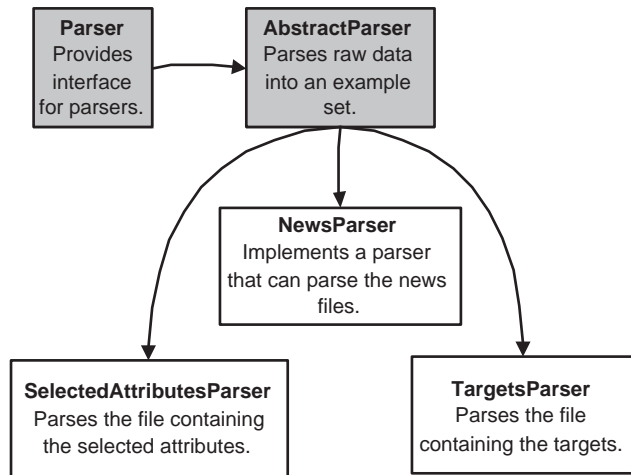 Parser
Provides
interface
for parsers.
AbstractParser
Parses raw data
into an example
set.
NewsParser
Implements a parser
that can parse the news
files.
SelectedAttributesParser
Parses the file containing
the selected attributes.
TargetsParser
Parses the file
containing the targets.